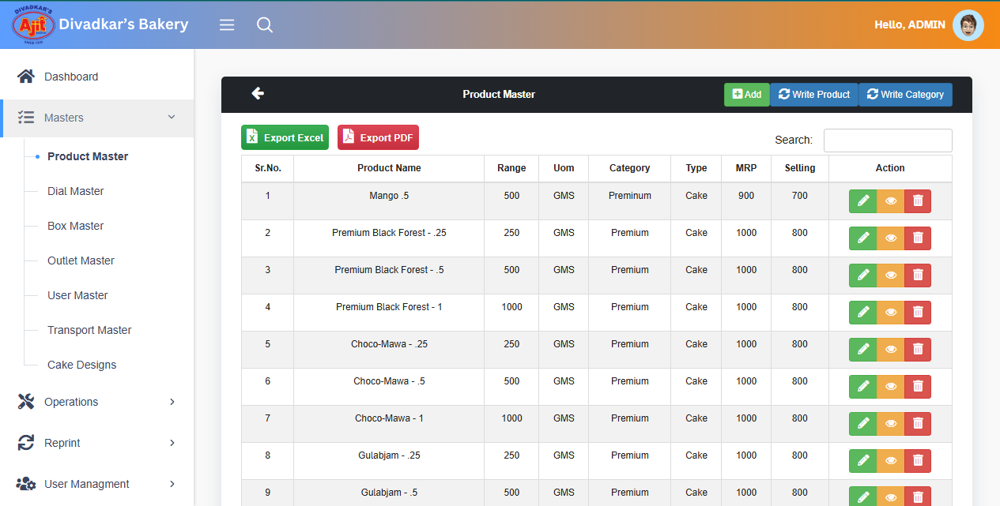 DIVADKAR'S
Ajit
SINCE 1970
Divadkar's Bakery
Hello, ADMIN
Dashboard
Masters
Product Master
Dial Master
Box Master
Outlet Master
User Master
Transport Master
Cake Designs
Operations
Reprint
User Managment
Product Master
Add Write Product Write Category
Export Excel Export PDF
Search:
Sr.No. Product Name Range Uom Category Type MRP Selling Action
1 Mango .5 500 GMS Preminum Cake 900 700
2 Premium Black Forest - .25 250 GMS Premium Cake 1000 800
3 Premium Black Forest - .5 500 GMS Premium Cake 1000 800
4 Premium Black Forest - 1 1000 GMS Premium Cake 1000 800
5 Choco-Mawa - .25 250 GMS Premium Cake 1000 800
6 Choco-Mawa - .5 500 GMS Premium Cake 1000 800
7 Choco-Mawa - 1 1000 GMS Premium Cake 1000 800
8 Gulabjam - .25 250 GMS Premium Cake 1000 800
9 Gulabjam - .5 500 GMS Premium Cake 1000 800